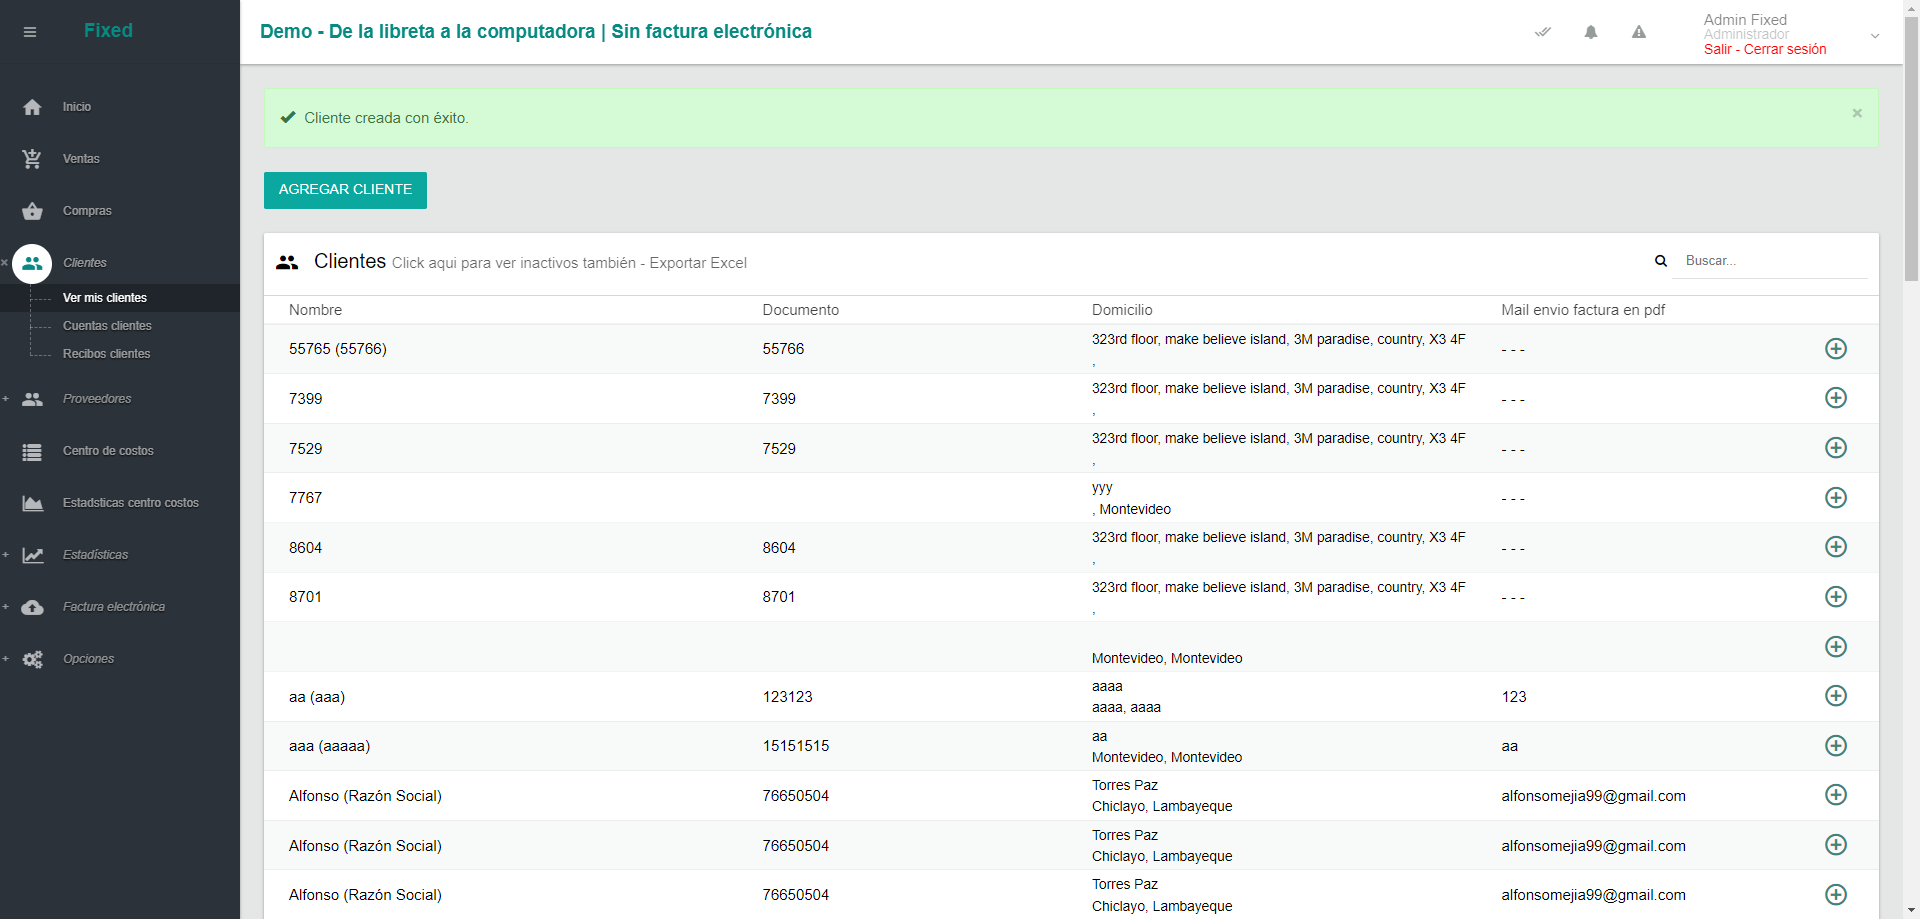 Fixed
Demo - De la libreta a la computadora | Sin factura electrónica
Admin Fixed
Administrador
Salir - Cerrar sesión
Inicio
Ventas
Compras
Clientes
Ver mis clientes
Cuentas clientes
Recibos clientes
Proveedores
Centro de costos
Estadsticas centro costos
Estadísticas
Factura electrónica
Opciones
Cliente creada con éxito.
×
AGREGAR CLIENTE
Clientes Click aqui para ver inactivos también - Exportar Excel
Buscar...
Nombre Documento Domicilio Mail envio factura en pdf
55765 (55766) 55766 323rd floor, make believe island, 3M paradise, country, X3 4F - - -
,
7399 7399 323rd floor, make believe island, 3M paradise, country, X3 4F - - -
,
7529 7529 323rd floor, make believe island, 3M paradise, country, X3 4F - - -
,
7767 yyy - - -
, Montevideo
8604 8604 323rd floor, make believe island, 3M paradise, country, X3 4F - - -
,
8701 8701 323rd floor, make believe island, 3M paradise, country, X3 4F - - -
,
Montevideo, Montevideo
aa (aaa) 123123 aaaa 123
aaaa, aaaa
aaa (aaaaa) 15151515 aa aa
Montevideo, Montevideo
Alfonso (Razón Social) 76650504 Torres Paz alfonsomejia99@gmail.com
Chiclayo, Lambayeque
Alfonso (Razón Social) 76650504 Torres Paz alfonsomejia99@gmail.com
Chiclayo, Lambayeque
Alfonso (Razón Social) 76650504 Torres Paz alfonsomejia99@gmail.com
Chiclayo, Lambayeque